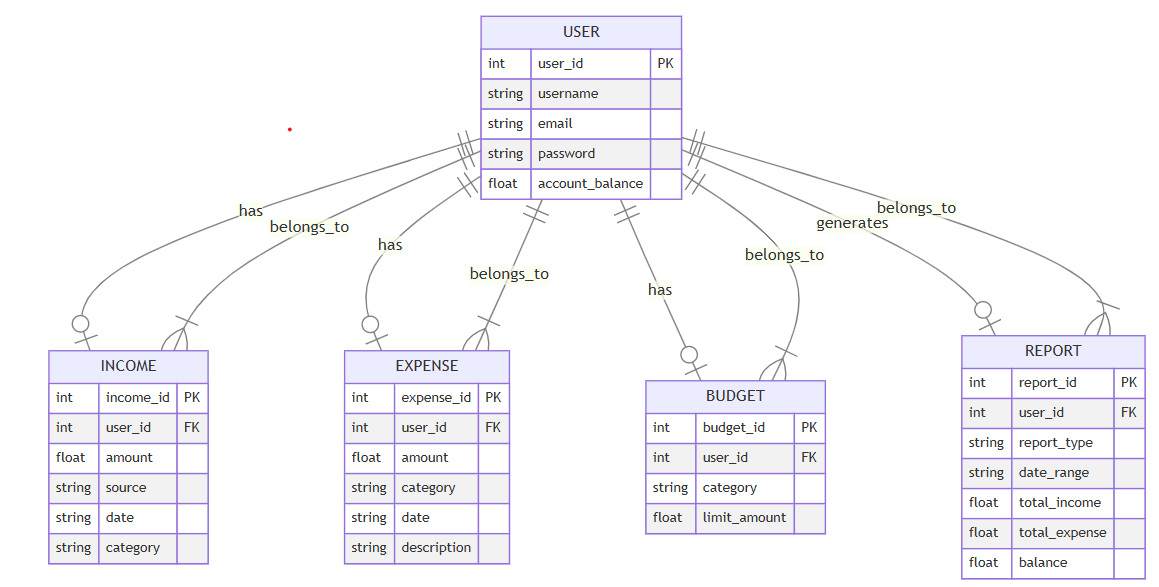 USER
int user_id PK
string username
string email
string password
float account_balance
has
belongs_to
has
belongs_to
has
belongs_to
generates
belongs_to
INCOME
int income_id PK
int user_id FK
float amount
string source
string date
string category
EXPENSE
int expense_id PK
int user_id FK
float amount
string category
string date
string description
BUDGET
int budget_id PK
int user_id FK
string category
float limit_amount
REPORT
int report_id PK
int user_id FK
string report_type
string date_range
float total_income
float total_expense
float balance